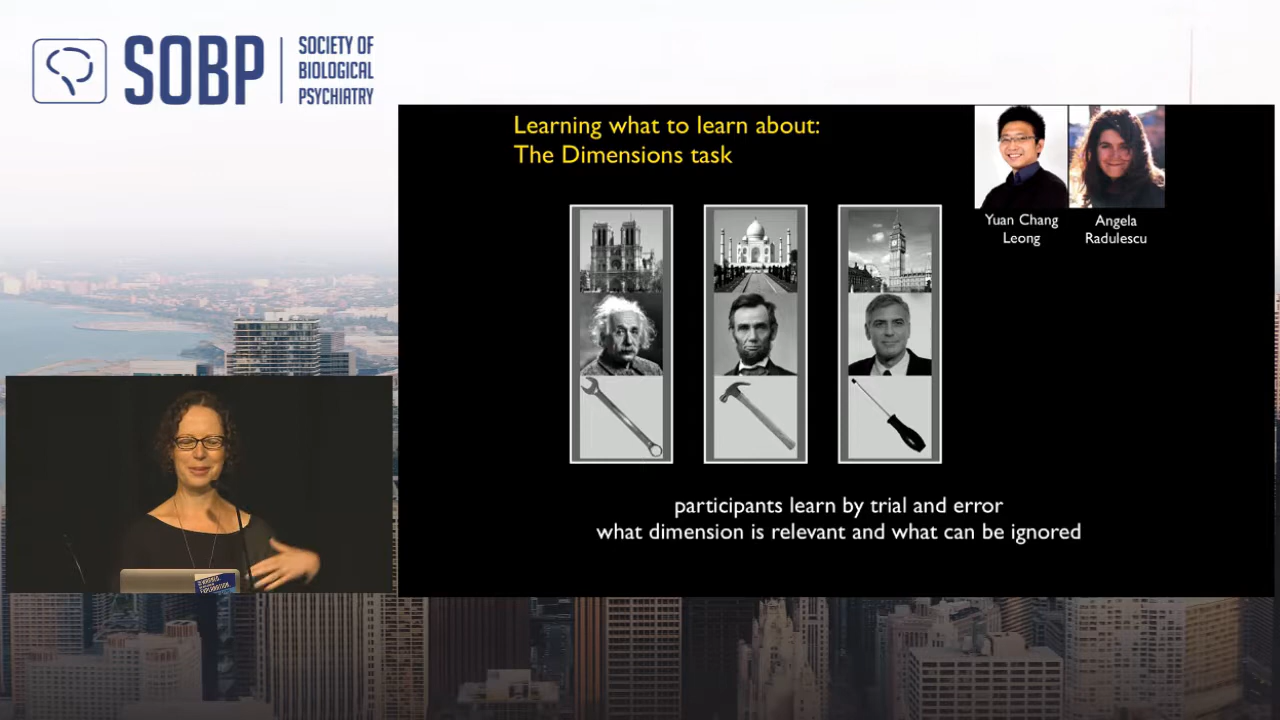 SOBP
SOCIETY OF
BIOLOGICAL
PSYCHIATRY
Learning what to learn about:
The Dimensions task
Yuan Chang
Leong
Angela
Radulescu
participants learn by trial and error
what dimension is relevant and what can be ignored